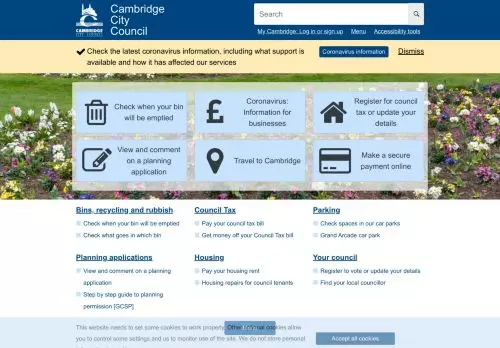 Cambridge
City
Council
CAMBRIDGE
CITY COUNCIL
Search
My Cambridge: Log in or sign up
Menu
Accessibility tools
Check the latest coronavirus information, including what support is
available and how it has affected our services
Coronavirus information
Dismiss
Check when your bin
will be emptied
Coronavirus:
Information for
businesses
Register for council
tax or update your
details
View and comment
on a planning
application
Travel to Cambridge
Make a secure
payment online
Bins, recycling and rubbish
Check when your bin will be emptied
Check what goes in which bin
Council Tax
Pay your council tax bill
Get money off your Council Tax bill
Parking
Check spaces in our car parks
Grand Arcade car park
Planning applications
View and comment on a planning
application
Step by step guide to planning
permission [GCSP]
Housing
Pay your housing rent
Housing repairs for council tenants
Your council
Register to vote or update your details
Find your local councillor
This website needs to set some cookies to work properly. Other optional cookies allow
you to control some settings and us to monitor use of the site. We do not store personal
Accept all cookies